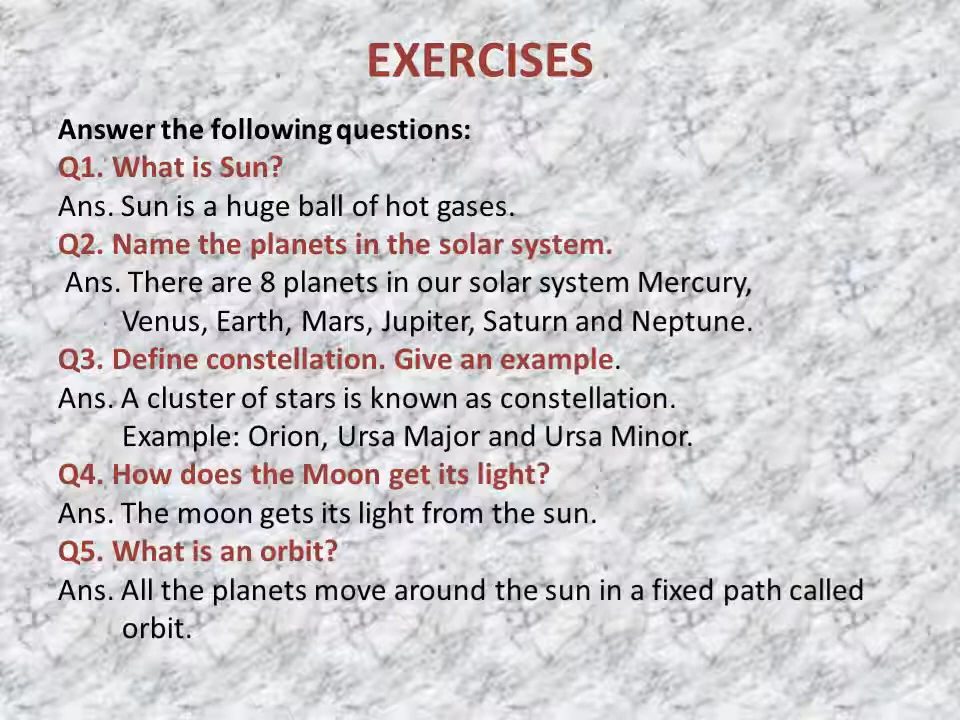 EXERCISES
Answer the following questions:
Q1. What is Sun?
Ans. Sun is a huge ball of hot gases.
Q2. Name the planets in the solar system.
Ans. There are 8 planets in our solar system Mercury,
Venus, Earth, Mars, Jupiter, Saturn and Neptune.
Q3. Define constellation. Give an example.
Ans. A cluster of stars is known as constellation.
Example: Orion, Ursa Major and Ursa Minor.
Q4. How does the Moon get its light?
Ans. The moon gets its light from the sun.
Q5. What is an orbit?
Ans. All the planets move around the sun in a fixed path called
orbit.